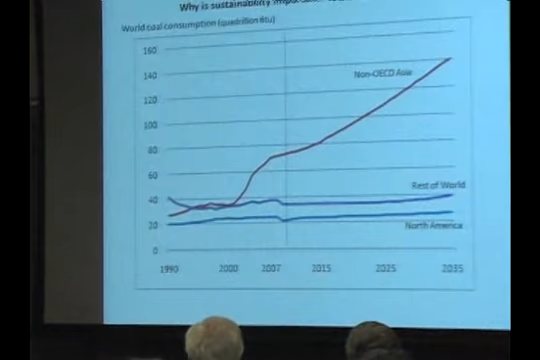 Why is sustainability
World coal consumption (quadrillion Btu)
160
140
Non-OECD Asia
120
100
80
60
Rest of World
40
20
North America
0
1990 2000 2007 2015 2025 2035